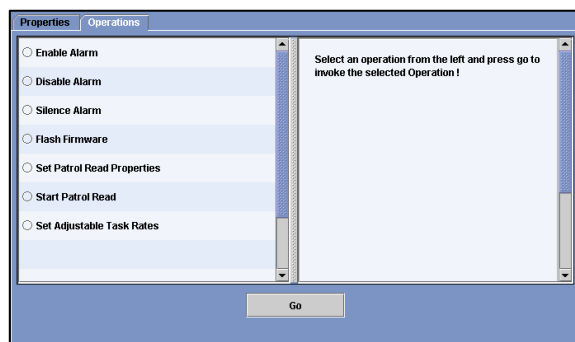 Properties Operations
Enable Alarm
Disable Alarm
Silence Alarm
Flash Firmware
Set Patrol Read Properties
Start Patrol Read
Set Adjustable Task Rates
Select an operation from the left and press go to
invoke the selected Operation !
Go